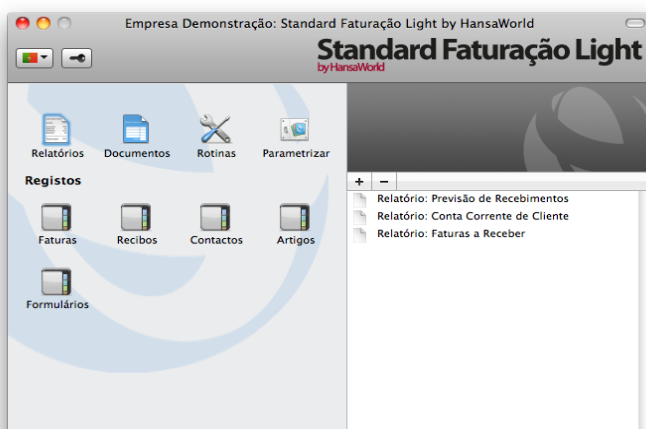 Empresa Demonstração: Standard Faturação Light by HansaWorld
Standard Faturação Light
by HansaWorld
Relatórios Documentos Rotinas Parametrizar
Registos
Faturas Recibos Contactos Artigos
Formulários
+ −
Relatório: Previsão de Recebimentos
Relatório: Conta Corrente de Cliente
Relatório: Faturas a Receber